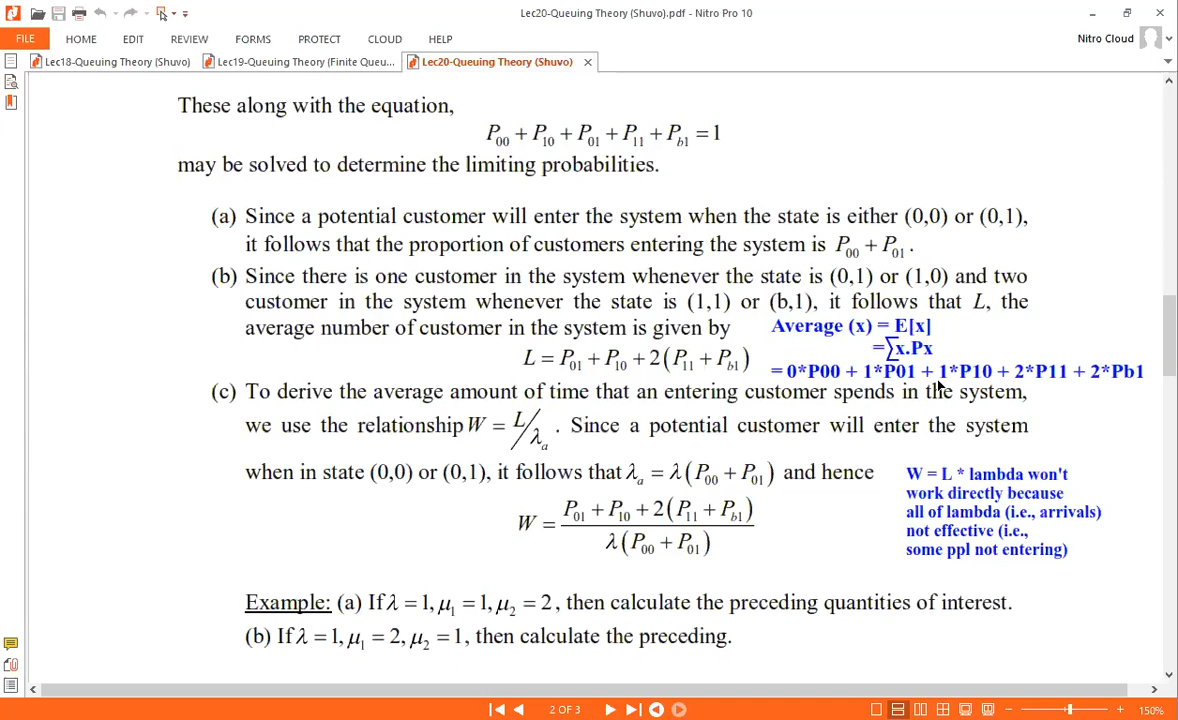 Lec20-Queuing Theory (Shuvo).pdf - Nitro Pro 10
FILE HOME EDIT REVIEW FORMS PROTECT CLOUD HELP Nitro Cloud
Lec18-Queuing Theory (Shuvo) Lec19-Queuing Theory (Finite Queu... Lec20-Queuing Theory (Shuvo)
These along with the equation,
P₀₀ + P₁₀ + P₀₁ + P₁₁ + P_b1 = 1
may be solved to determine the limiting probabilities.
(a) Since a potential customer will enter the system when the state is either (0,0) or (0,1),
it follows that the proportion of customers entering the system is P₀₀ + P₀₁ .
(b) Since there is one customer in the system whenever the state is (0,1) or (1,0) and two
customer in the system whenever the state is (1,1) or (b,1), it follows that L, the
average number of customer in the system is given by
Average (x) = E[x]
=∑x.Px
L = P₀₁ + P₁₀ + 2(P₁₁ + P_b1)
= 0*P00 + 1*P01 + 1*P10 + 2*P11 + 2*Pb1
(c) To derive the average amount of time that an entering customer spends in the system,
we use the relationship W = L/λₐ . Since a potential customer will enter the system
when in state (0,0) or (0,1), it follows that λₐ = λ(P₀₀ + P₀₁) and hence
W = P₀₁ + P₁₀ + 2(P₁₁ + P_b1)
λ(P₀₀ + P₀₁)
W = L * lambda won't
work directly because
all of lambda (i.e., arrivals)
not effective (i.e.,
some ppl not entering)
Example: (a) If λ = 1, μ₁ = 1, μ₂ = 2, then calculate the preceding quantities of interest.
(b) If λ = 1, μ₁ = 2, μ₂ = 1, then calculate the preceding.
2 OF 3
150%